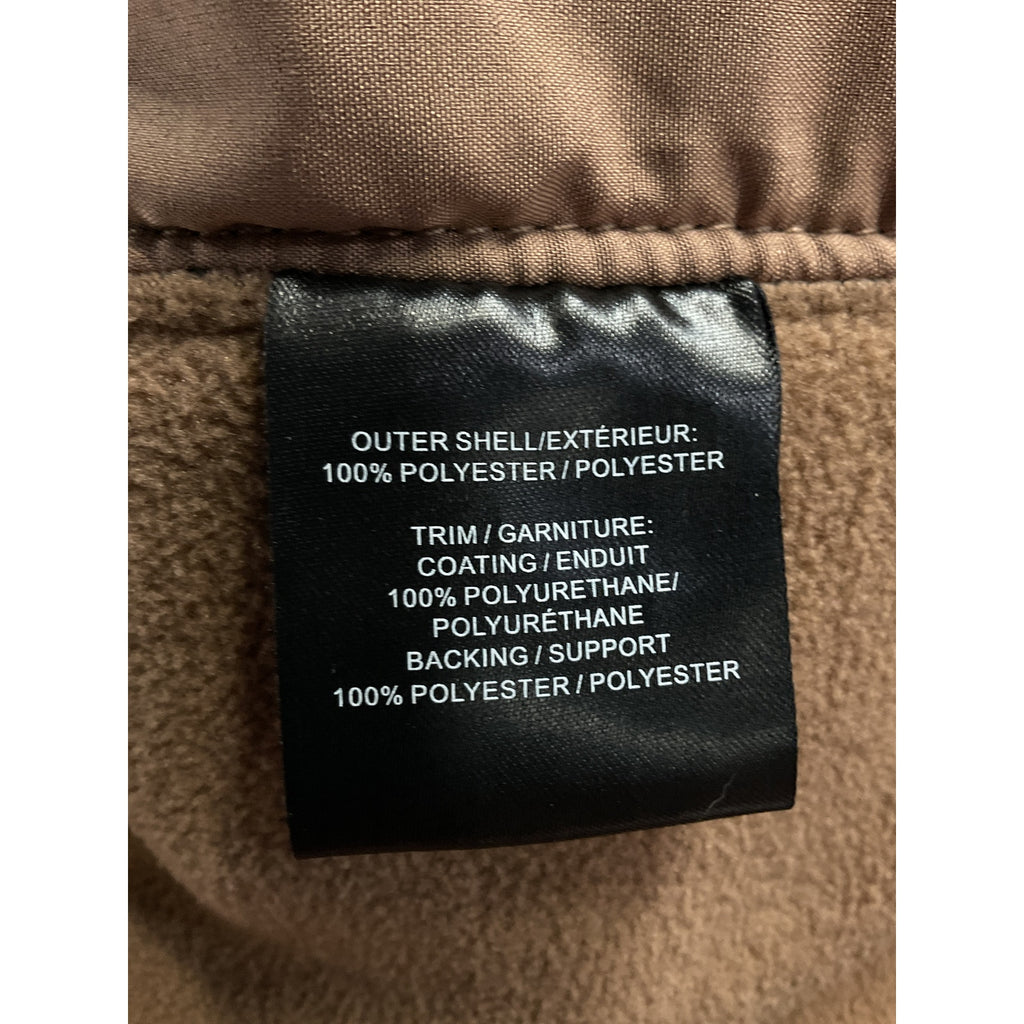 OUTER SHELL/EXTÉRIEUR:
100% POLYESTER / POLYESTER
TRIM / GARNITURE:
COATING / ENDUIT
100% POLYURETHANE/
POLYURÉTHANE
BACKING / SUPPORT
100% POLYESTER / POLYESTER